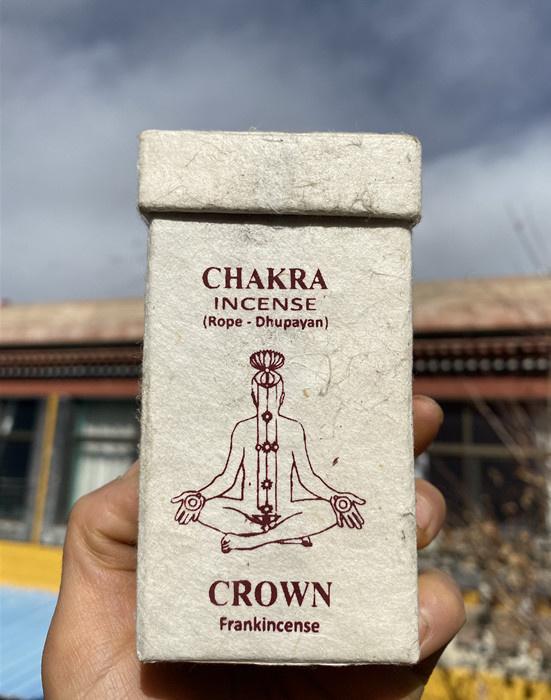 CHAKRA
INCENSE
(Rope - Dhupayan)
CROWN
Frankincense